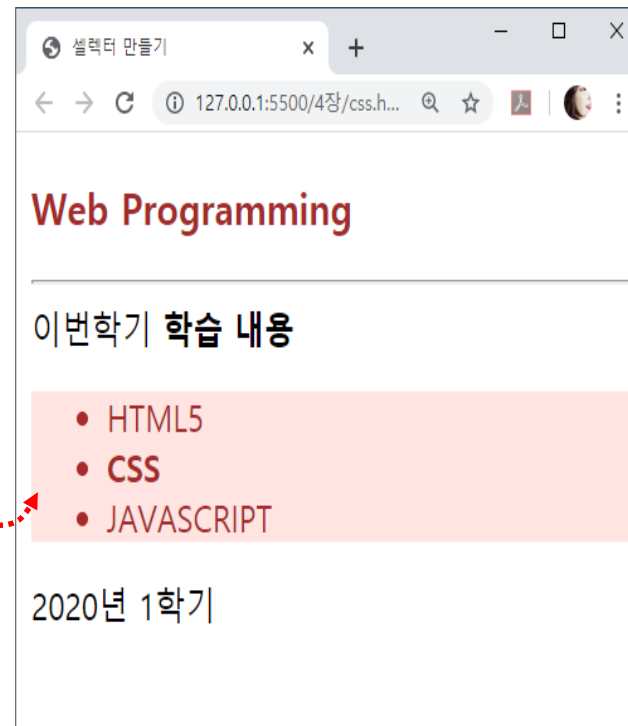 셀렉터 만들기
127.0.0.1:5500/4장/css.h...
Web Programming
이번학기 학습 내용
HTML5
CSS
JAVASCRIPT
2020년 1학기